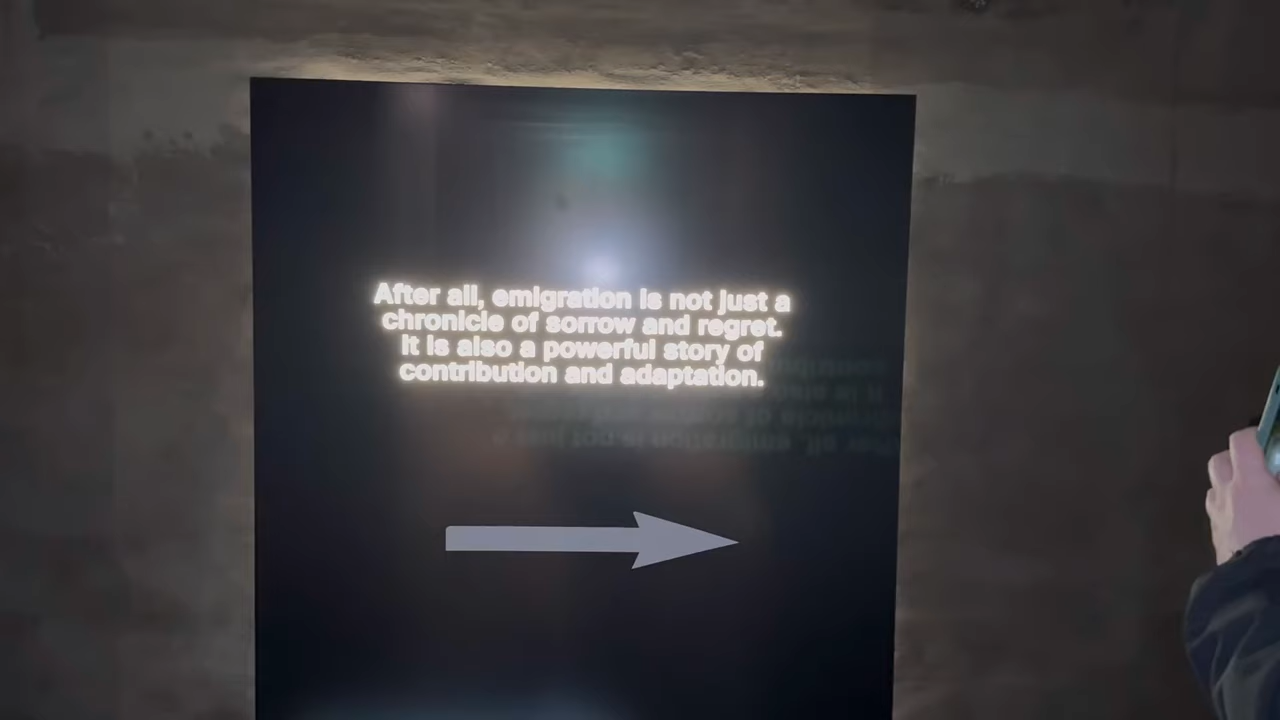 After all, emigration is not just a
chronicle of sorrow and regret.
It is also a powerful story of
contribution and adaptation.